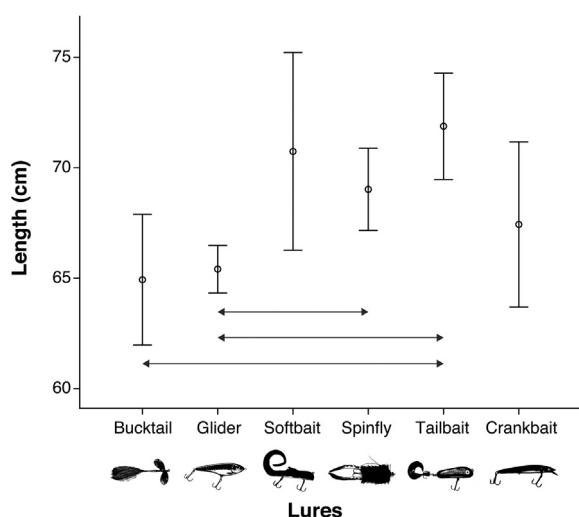 Length (cm)
75
70
65
60
Bucktail Glider Softbait Spinfly Tailbait Crankbait
Lures